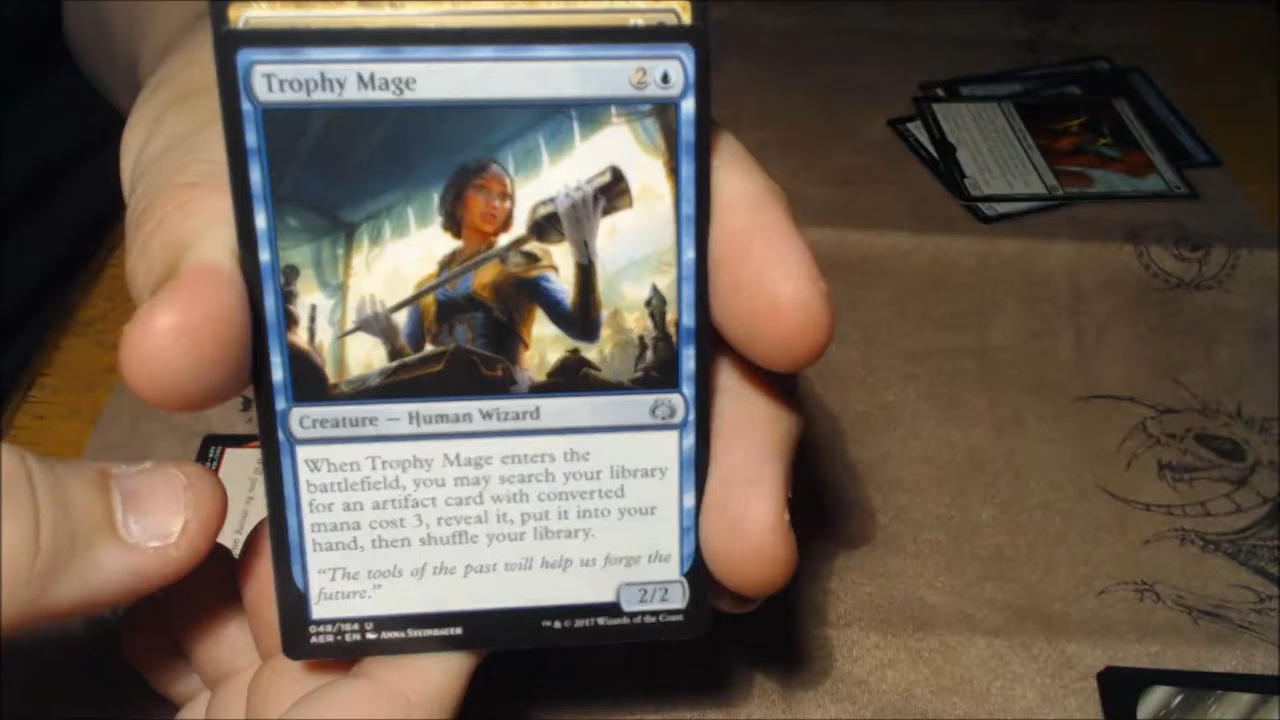 Trophy Mage 2
Creature — Human Wizard
When Trophy Mage enters the
battlefield, you may search your library
for an artifact card with converted
mana cost 3, reveal it, put it into your
hand, then shuffle your library.
“The tools of the past will help us forge the
future.”
2/2
048/184 U
AER • EN Anna Steinbauer
™ & © 2017 Wizards of the Coast